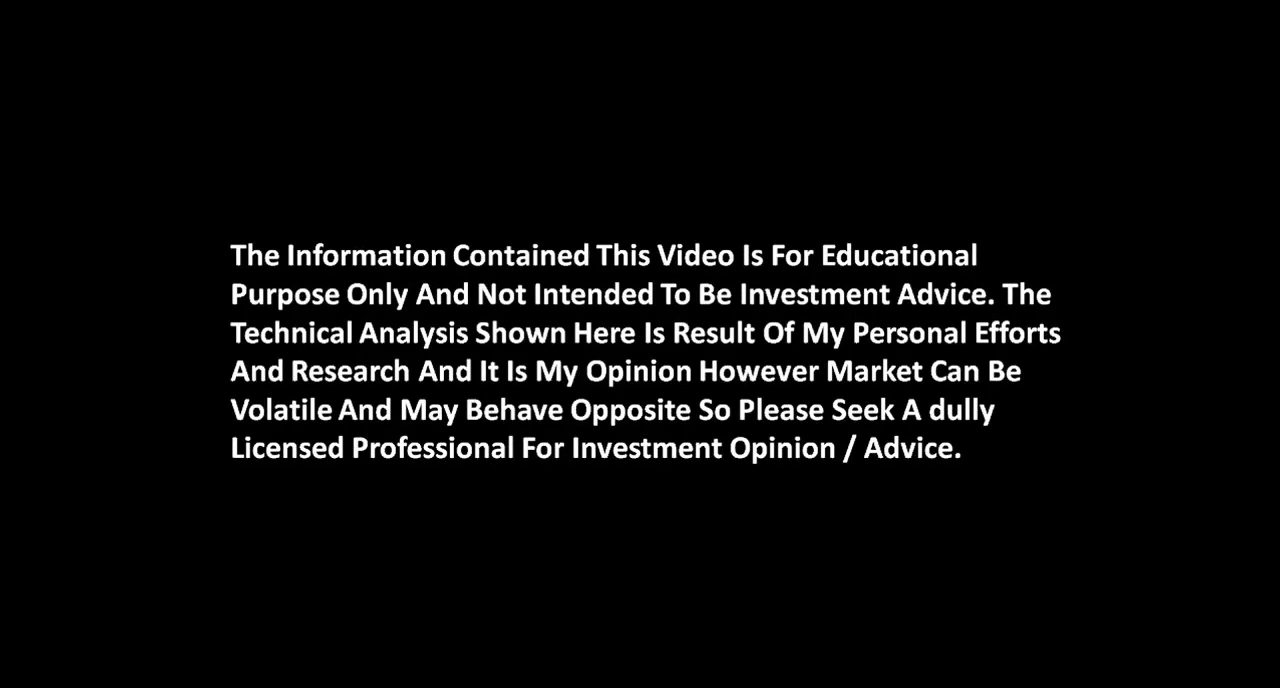 The Information Contained This Video Is For Educational
Purpose Only And Not Intended To Be Investment Advice. The
Technical Analysis Shown Here Is Result Of My Personal Efforts
And Research And It Is My Opinion However Market Can Be
Volatile And May Behave Opposite So Please Seek A dully
Licensed Professional For Investment Opinion / Advice.